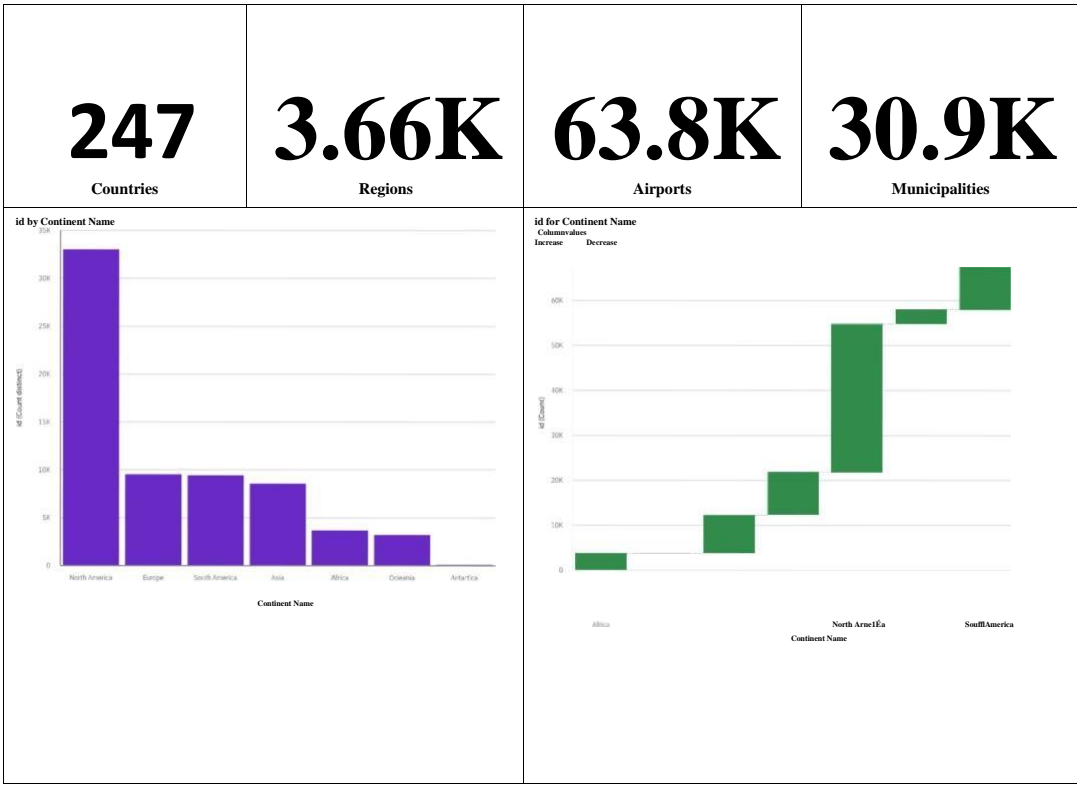 247
Countries
3.66K
Regions
63.8K
Airports
30.9K
Municipalities
id by Continent Name
35K
30K
25K
20K
15K
10K
5K
0
id (Count distinct)
North America
Europe
South America
Asia
Africa
Oceania
Antartica
Continent Name
id for Continent Name
Columnvalues
Increase Decrease
60K
50K
40K
30K
20K
10K
0
id (Count)
Africa
North Arne1Éa
SoufflAmerica
Continent Name